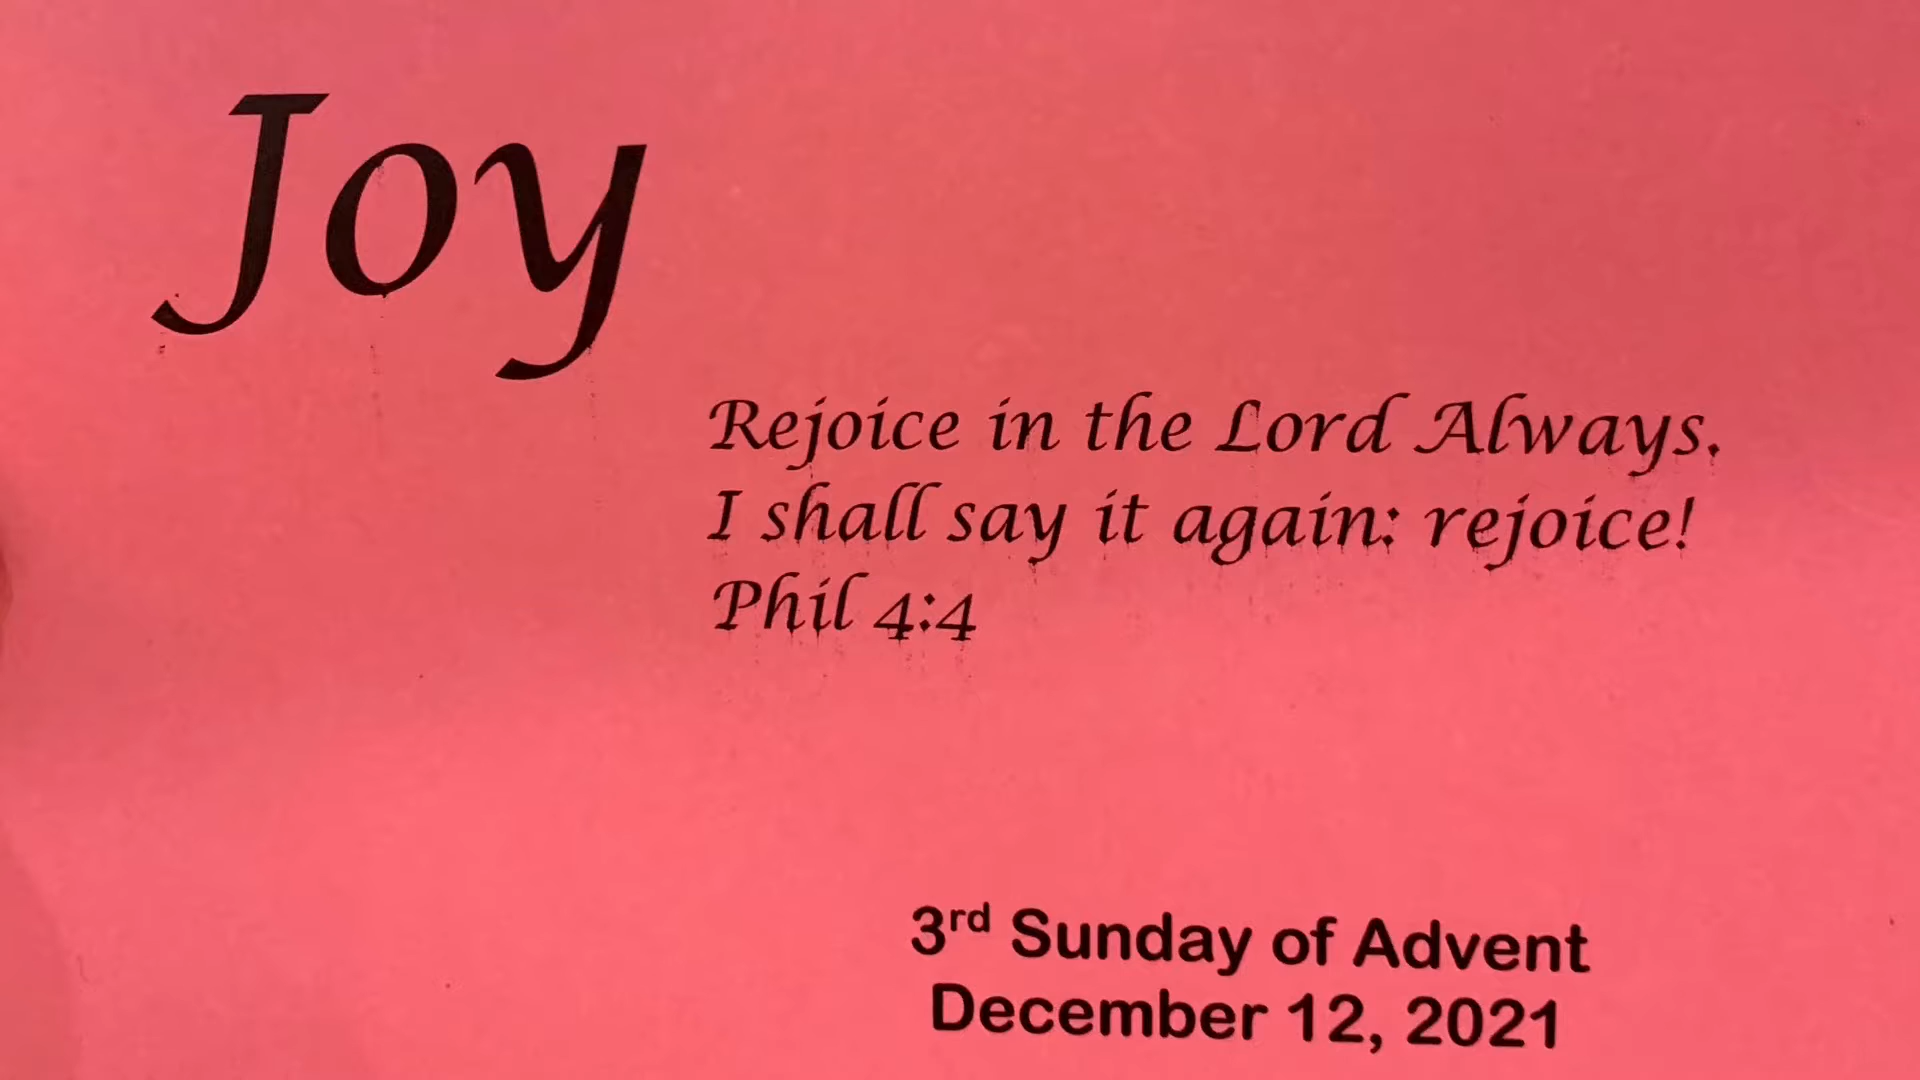 Joy
Rejoice in the Lord Always.
I shall say it again: rejoice!
Phil 4:4
3rd Sunday of Advent
December 12, 2021